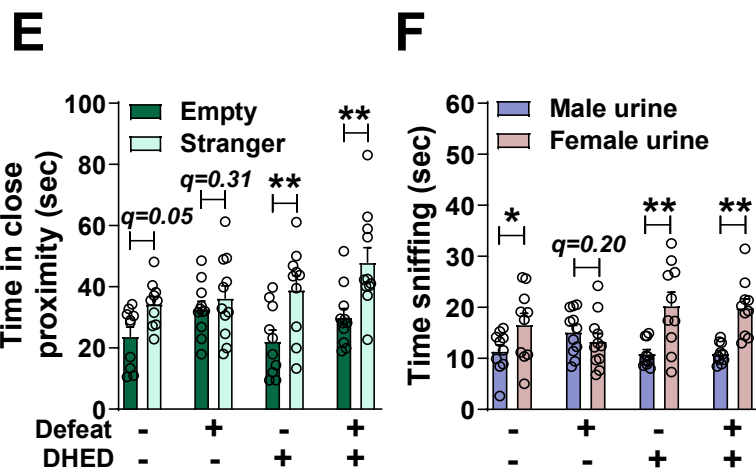 E
Time in close proximity (sec)
100
80
60
40
20
0
Empty
Stranger
q=0.05
q=0.31
**
**
Defeat - + - +
DHED - - + +
F
Time sniffing (sec)
60
50
40
30
20
10
0
Male urine
Female urine
*
q=0.20
**
**
- + - +
- - + +